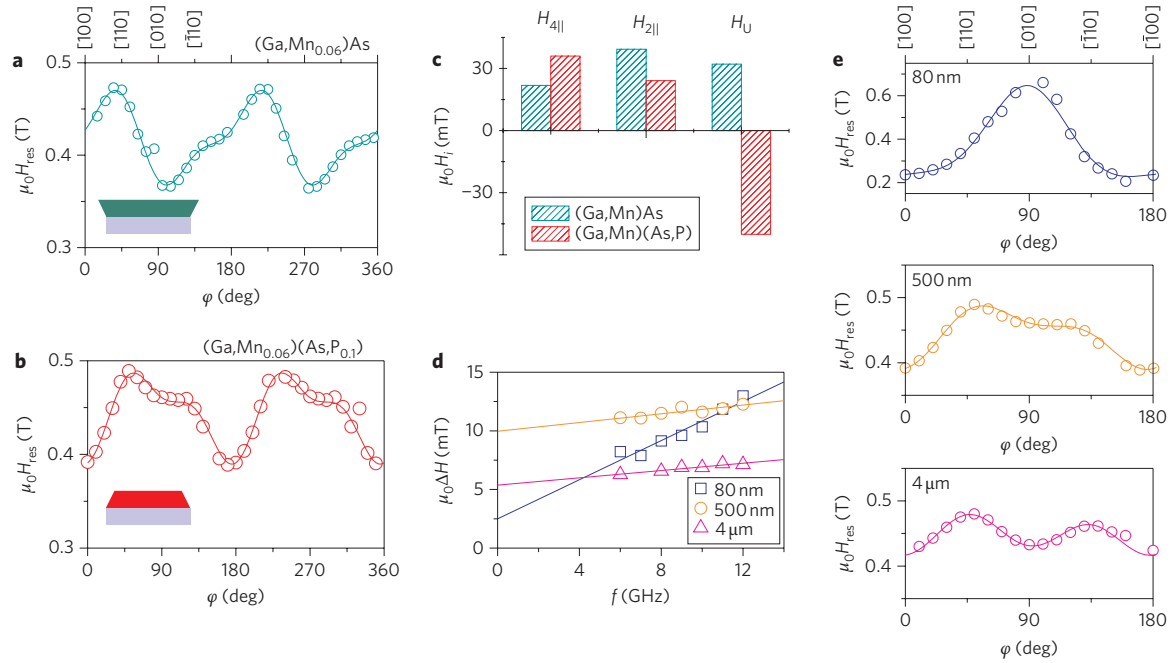 [100] [110] [010] [1̄10]
a (Ga,Mn0.06)As
0.5
0.4
0.3
μ0Hres (T)
0 90 180 270 360
φ (deg)
b (Ga,Mn0.06)(As,P0.1)
0.5
0.4
0.3
μ0Hres (T)
0 90 180 270 360
φ (deg)
c H4|| H2|| HU
30
0
−30
μ0Hi (mT)
(Ga,Mn)As
(Ga,Mn)(As,P)
d
15
10
5
0
μ0ΔH (mT)
80 nm
500 nm
4 μm
0 4 8 12
f (GHz)
e [100] [110] [010] [1̄10] [1̄00]
80 nm
0.6
0.4
0.2
μ0Hres (T)
0 90 180
φ (deg)
500 nm
0.5
0.4
μ0Hres (T)
0 90 180
φ (deg)
4 μm
0.5
0.4
μ0Hres (T)
0 90 180
φ (deg)